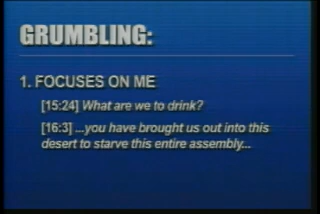 GRUMBLING:
1. FOCUSES ON ME
[15:24] What are we to drink?
[16:3] ...you have brought us out into this
desert to starve this entire assembly...